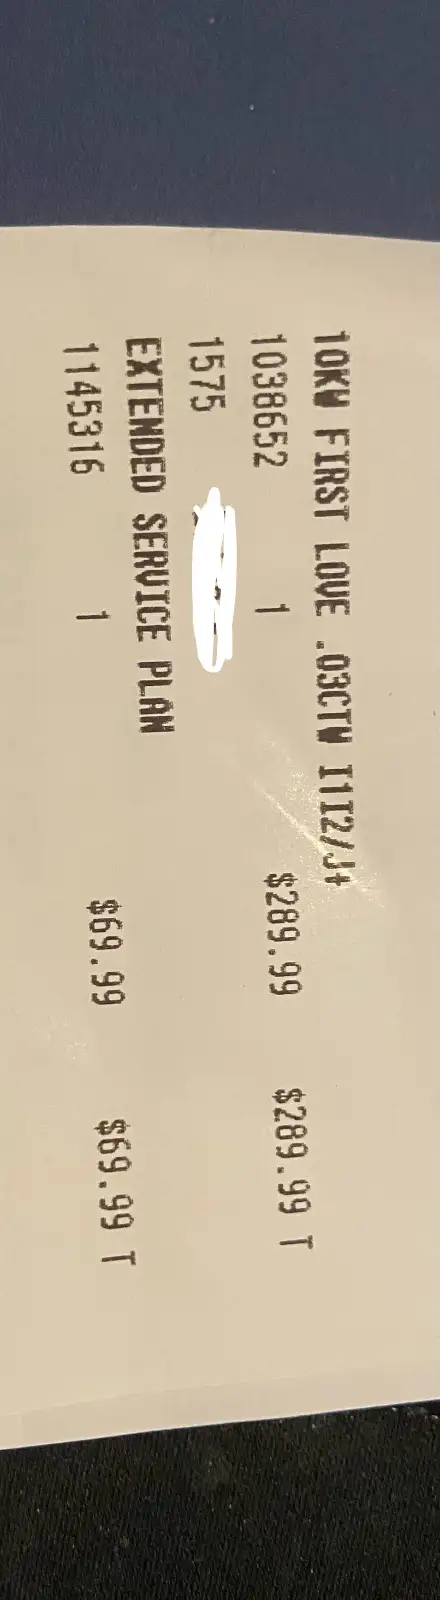 10KW FIRST LOVE .03CTW I1I2/J+
1038652 1 $289.99 $289.99 T
1575
EXTENDED SERVICE PLAN
1145316 1 $69.99 $69.99 T